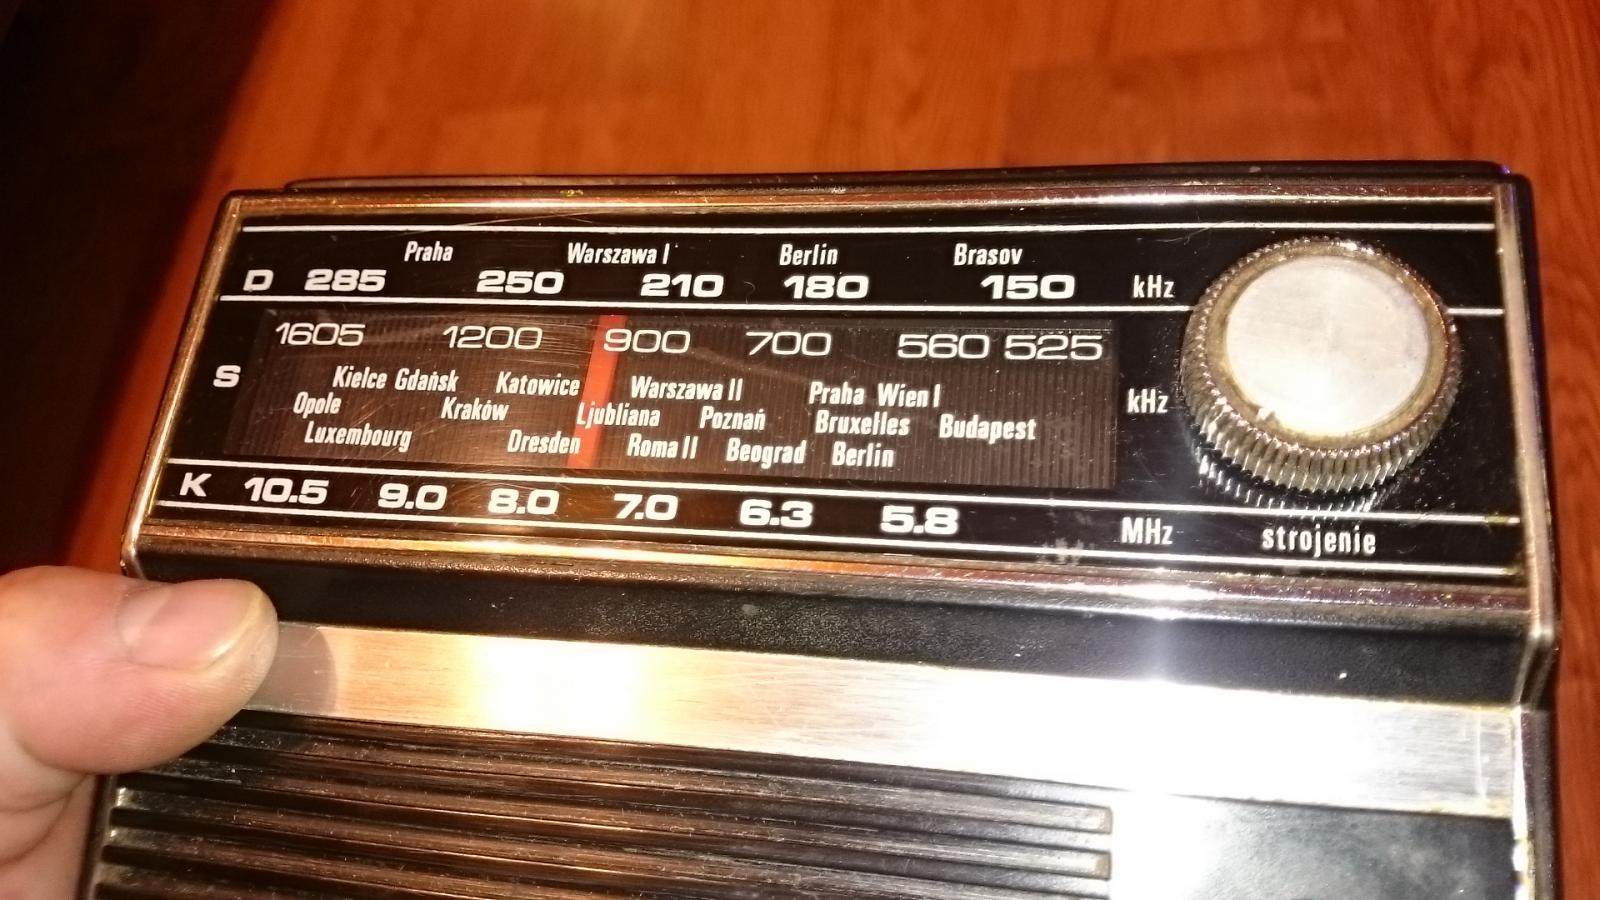 Praha Warszawa I Berlin Brasov
D 285 250 210 180 150 kHz
1605 1200 900 700 560 525
S Kielce Gdańsk Katowice Warszawa II Praha Wien I kHz
Opole Kraków Ljubliana Poznań Bruxelles Budapest
Luxembourg Dresden Roma II Beograd Berlin
K 10.5 9.0 8.0 7.0 6.3 5.8 MHz strojenie